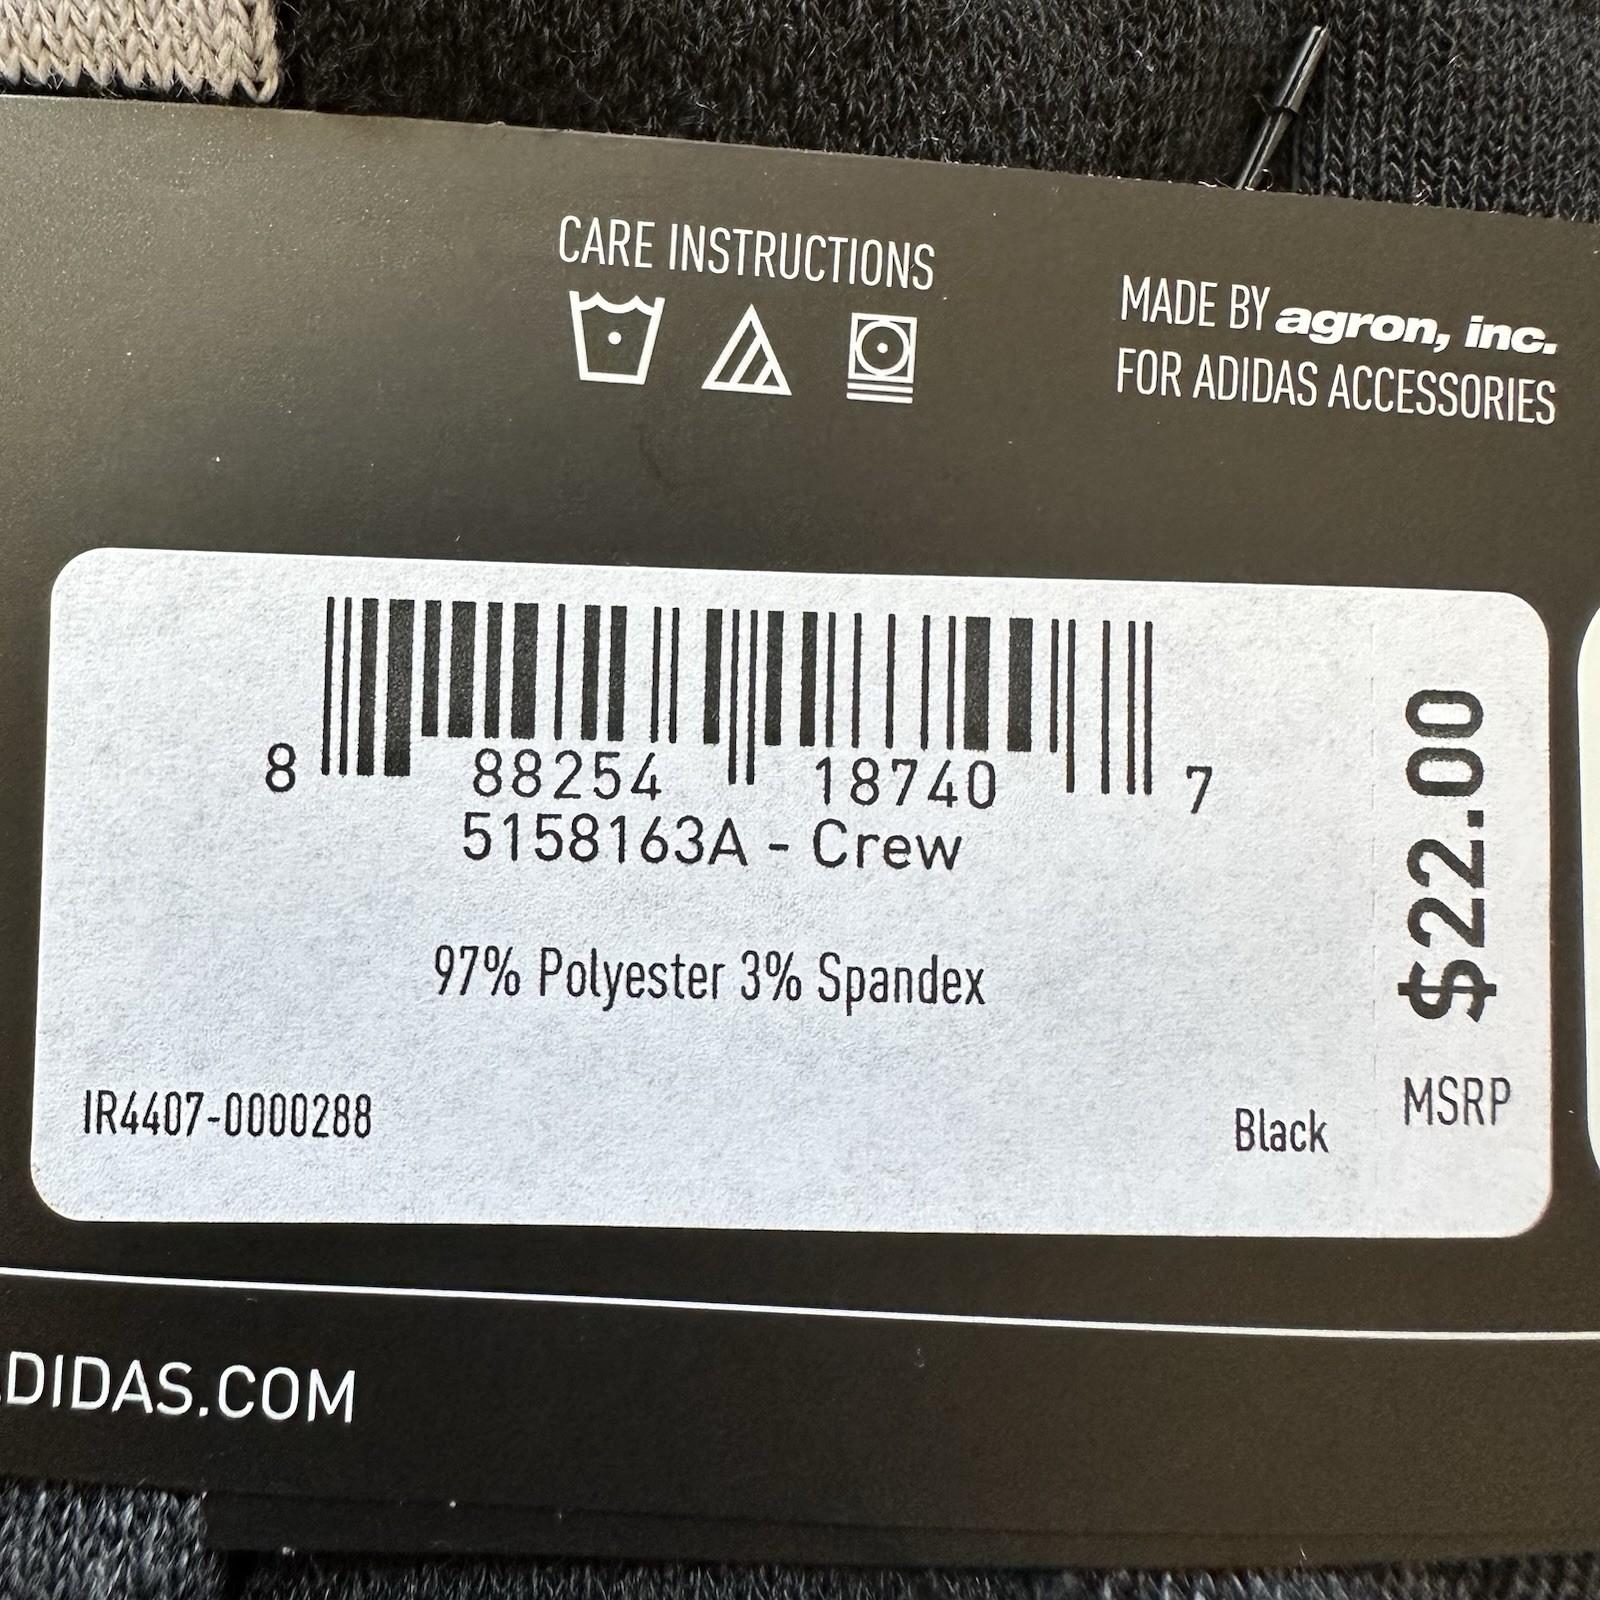 CARE INSTRUCTIONS
MADE BY agron, inc.
FOR ADIDAS ACCESSORIES
8 88254 18740 7
5158163A - Crew
97% Polyester 3% Spandex
IR4407-0000288
Black
$22.00
MSRP
ADIDAS.COM